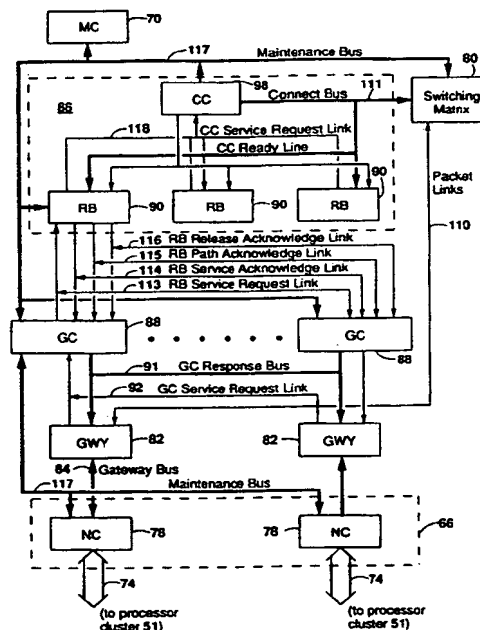 70
MC
117
Maintenance Bus
80
98
CC
Connect Bus
111
Switching
Matrix
86
118
CC Service Request Link
CC Ready Line
90
Packet
Links
RB
90
RB
90
RB
110
116 RB Release Acknowledge Link
115 RB Path Acknowledge Link
114 RB Service Acknowledge Link
113 RB Service Request Link
GC
88
GC
88
91
GC Response Bus
92
GC Service Request Link
GWY
82
82
GWY
84
Gateway Bus
117
Maintenance Bus
66
NC
78
78
NC
74
74
(to processor
cluster 51)
(to processor
cluster 51)